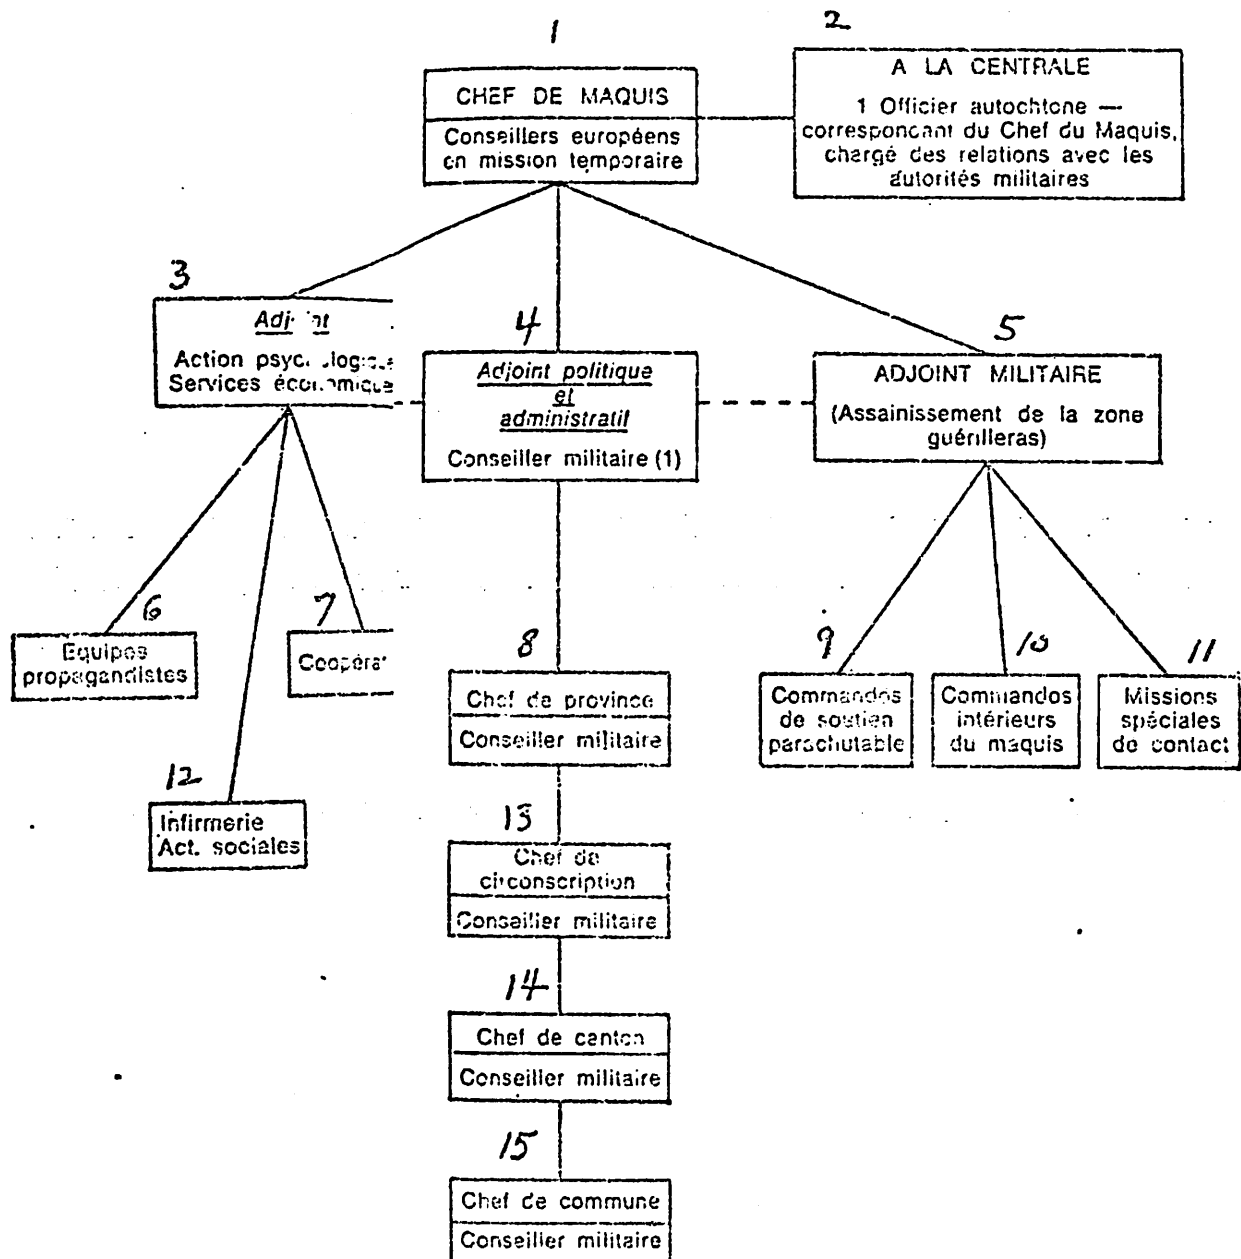 1
CHEF DE MAQUIS
Conseillers européens
en mission temporaire
2
A LA CENTRALE
1 Officier autochtone —
correspondant du Chef du Maquis,
chargé des relations avec les
autorités militaires
3
Adjoint
Action
Services
4
Adjoint politique
et
administratif
Conseiller militaire (1)
5
ADJOINT MILITAIRE
(Assainissement de la zone
guérilleras)
6
Equipes
propagandistes
7
Coopérat
8
Chef de province
Conseiller militaire
9
Commandos
de soutien
parachutable
10
Commandos
intérieurs
du maquis
11
Missions
spéciales
de contact
12
Infirmerie
Act. sociales
13
Chef de
circonscription
Conseiller militaire
14
Chef de canton
Conseiller militaire
15
Chef de commune
Conseiller militaire